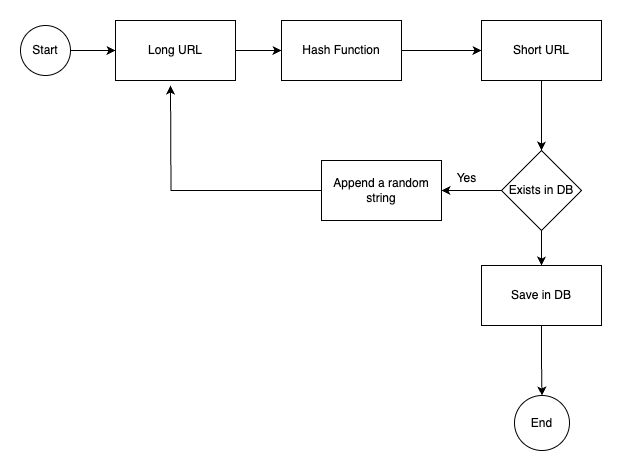 Start
Long URL
Hash Function
Short URL
Yes
Exists in DB
Append a random
string
Save in DB
End